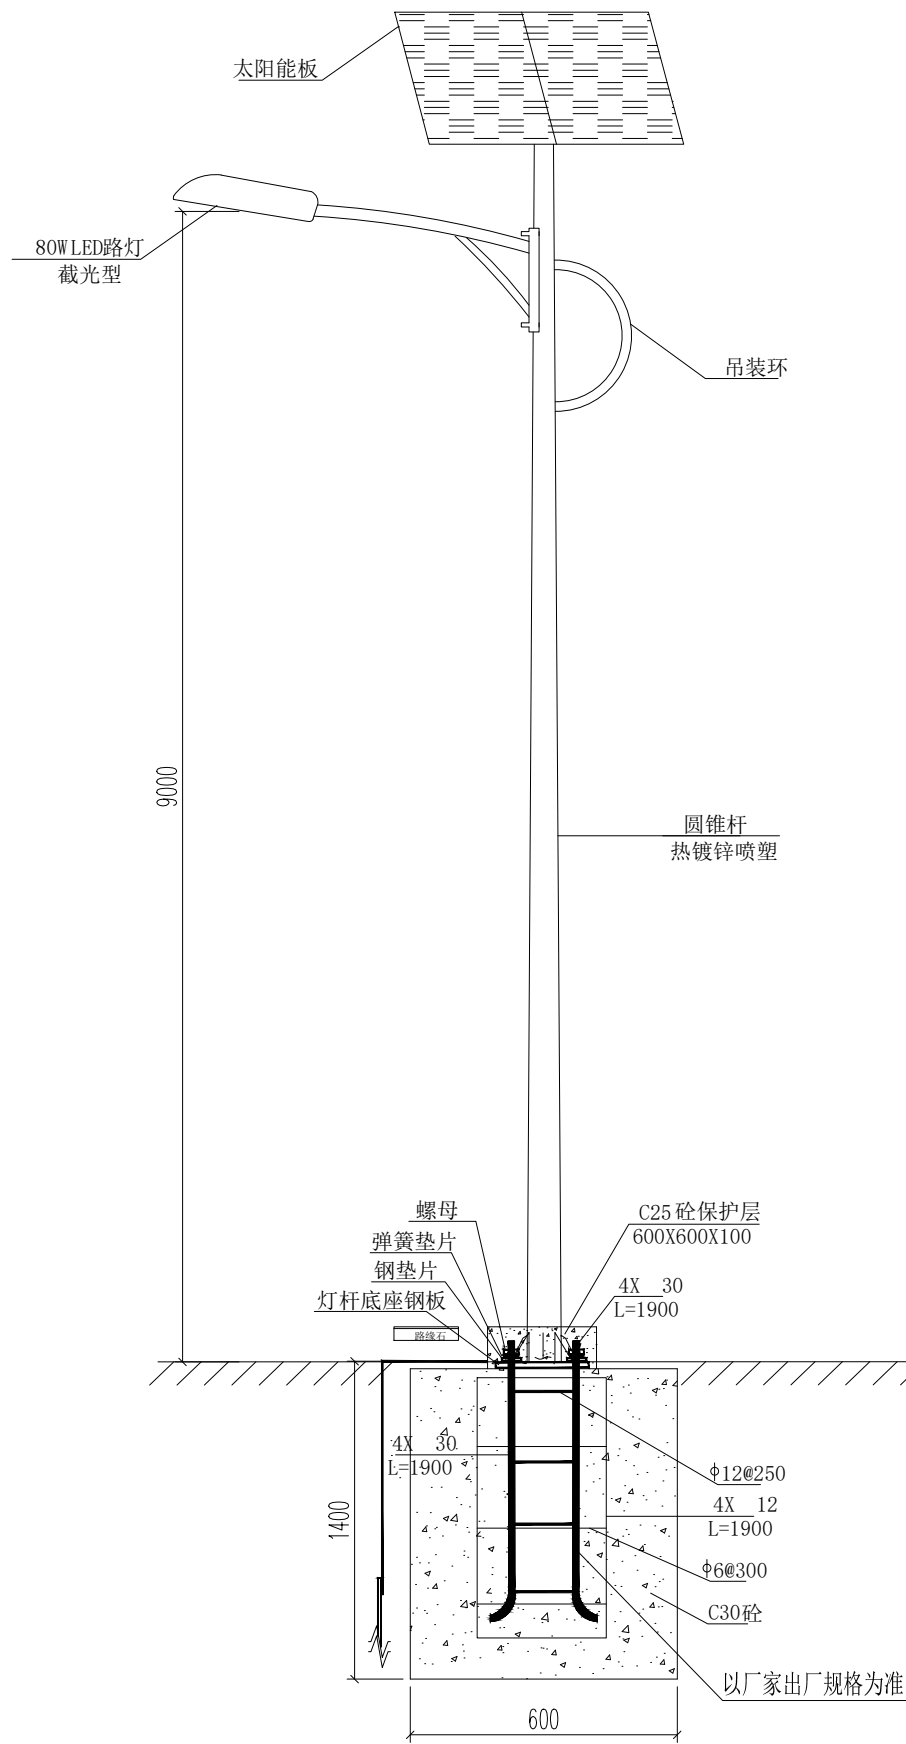 太阳能板
80WLED路灯
截光型
吊装环
9000
圆锥杆
热镀锌喷塑
螺母
弹簧垫片
钢垫片
灯杆底座钢板
C25砼保护层
600X600X100
4X 30
L=1900
路缘石
4X 30
L=1900
ϕ12@250
4X 12
L=1900
1400
ϕ6@300
C30砼
以厂家出厂规格为准
600